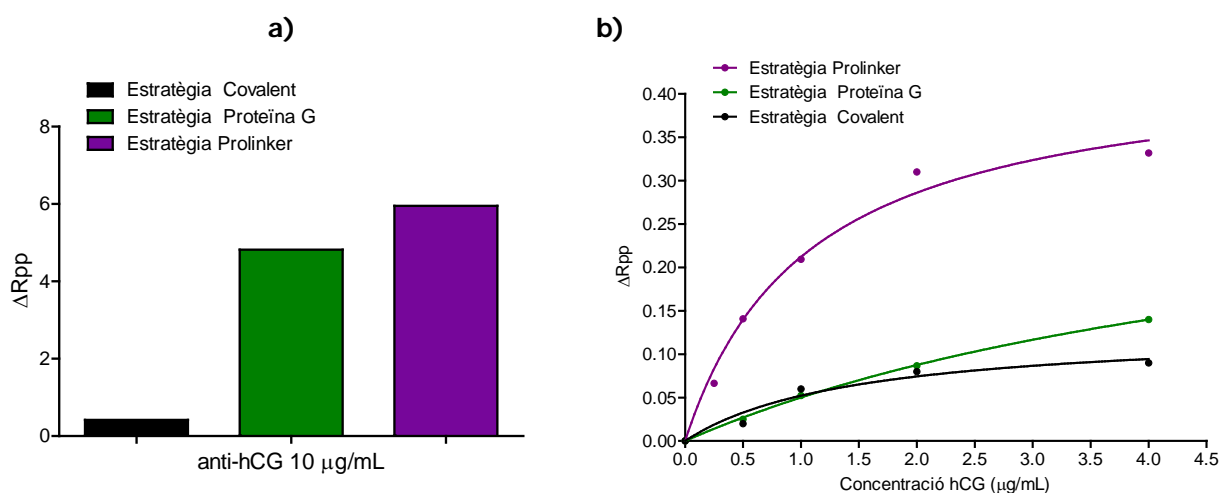 a)
Estratègia Covalent
Estratègia Proteïna G
Estratègia Prolinker
8
6
4
2
0
ΔRpp
anti-hCG 10 μg/mL
b)
Estratègia Prolinker
Estratègia Proteïna G
Estratègia Covalent
0.40
0.35
0.30
0.25
0.20
0.15
0.10
0.05
0.00
ΔRpp
0.0 0.5 1.0 1.5 2.0 2.5 3.0 3.5 4.0 4.5
Concentració hCG (μg/mL)